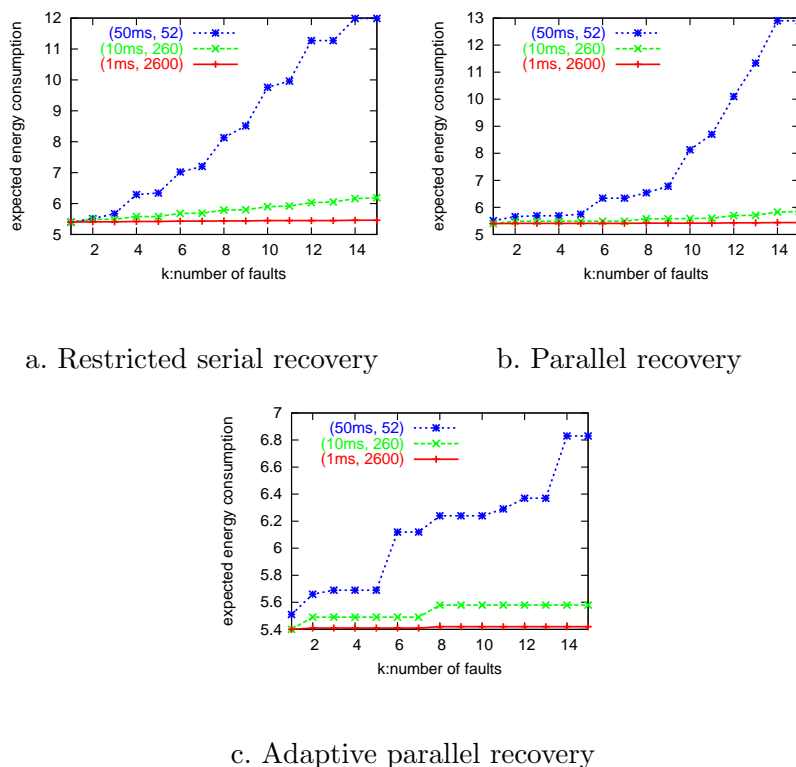 12
11
10
9
8
7
6
5
expected energy consumption
(50ms, 52)
(10ms, 260)
(1ms, 2600)
2 4 6 8 10 12 14
k:number of faults
a. Restricted serial recovery
13
12
11
10
9
8
7
6
5
expected energy consumption
(50ms, 52)
(10ms, 260)
(1ms, 2600)
2 4 6 8 10 12 14
k:number of faults
b. Parallel recovery
7
6.8
6.6
6.4
6.2
6
5.8
5.6
5.4
expected energy consumption
(50ms, 52)
(10ms, 260)
(1ms, 2600)
2 4 6 8 10 12 14
k:number of faults
c. Adaptive parallel recovery